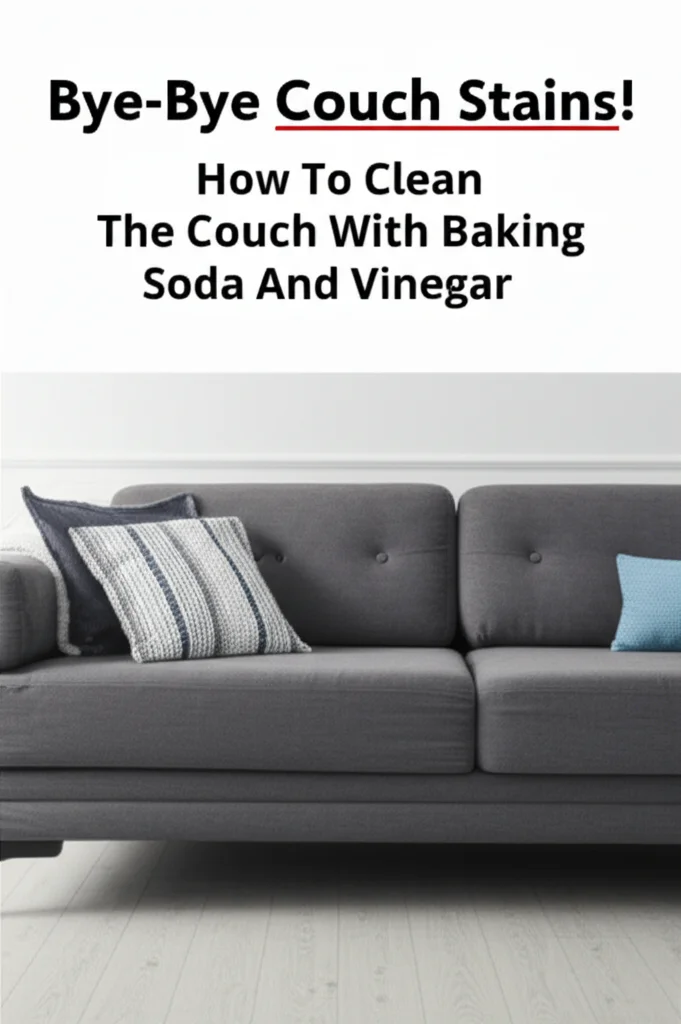 Bye-Bye Couch Stains!
How To Clean
The Couch With Baking
Soda And Vinegar